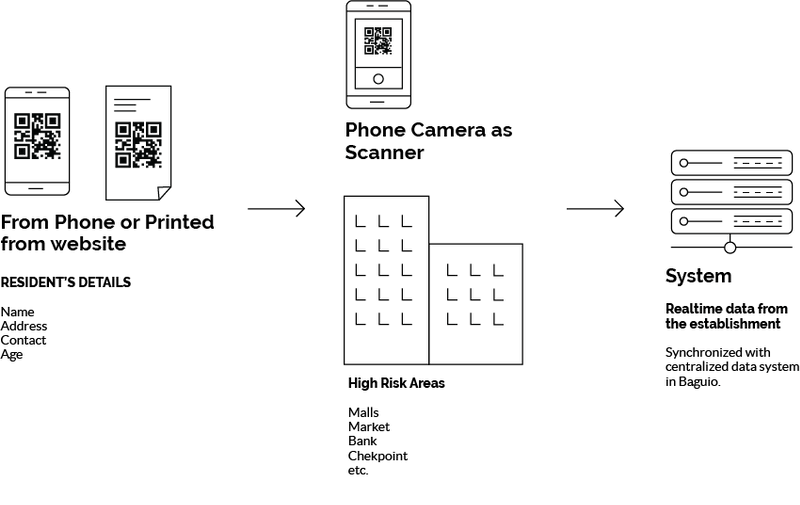 From Phone or Printed
from website
RESIDENT'S DETAILS
Name
Address
Contact
Age
Phone Camera as
Scanner
High Risk Areas
Malls
Market
Bank
Chekpoint
etc.
System
Realtime data from
the establishment
Synchronized with
centralized data system
in Baguio.